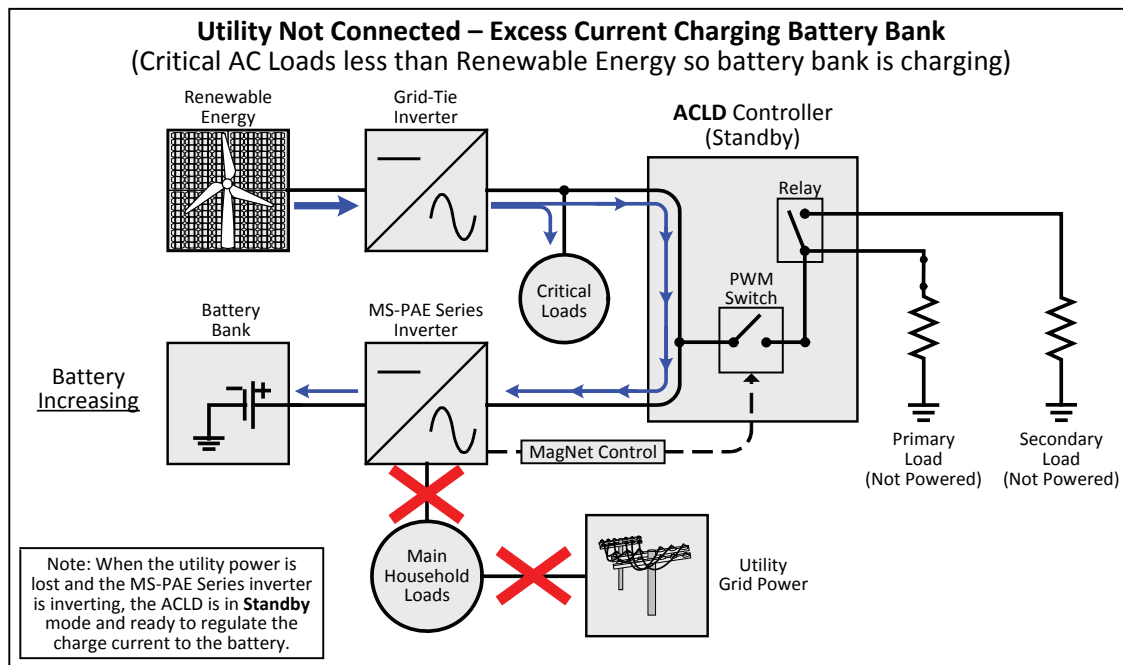 Utility Not Connected – Excess Current Charging Battery Bank
(Critical AC Loads less than Renewable Energy so battery bank is charging)
Renewable
Energy
Grid-Tie
Inverter
ACLD Controller
(Standby)
Relay
Critical
Loads
PWM
Switch
Battery
Bank
MS-PAE Series
Inverter
Battery
Increasing
MagNet Control
Primary
Load
(Not Powered)
Secondary
Load
(Not Powered)
Main
Household
Loads
Utility
Grid Power
Note: When the utility power is
lost and the MS-PAE Series inverter
is inverting, the ACLD is in Standby
mode and ready to regulate the
charge current to the battery.